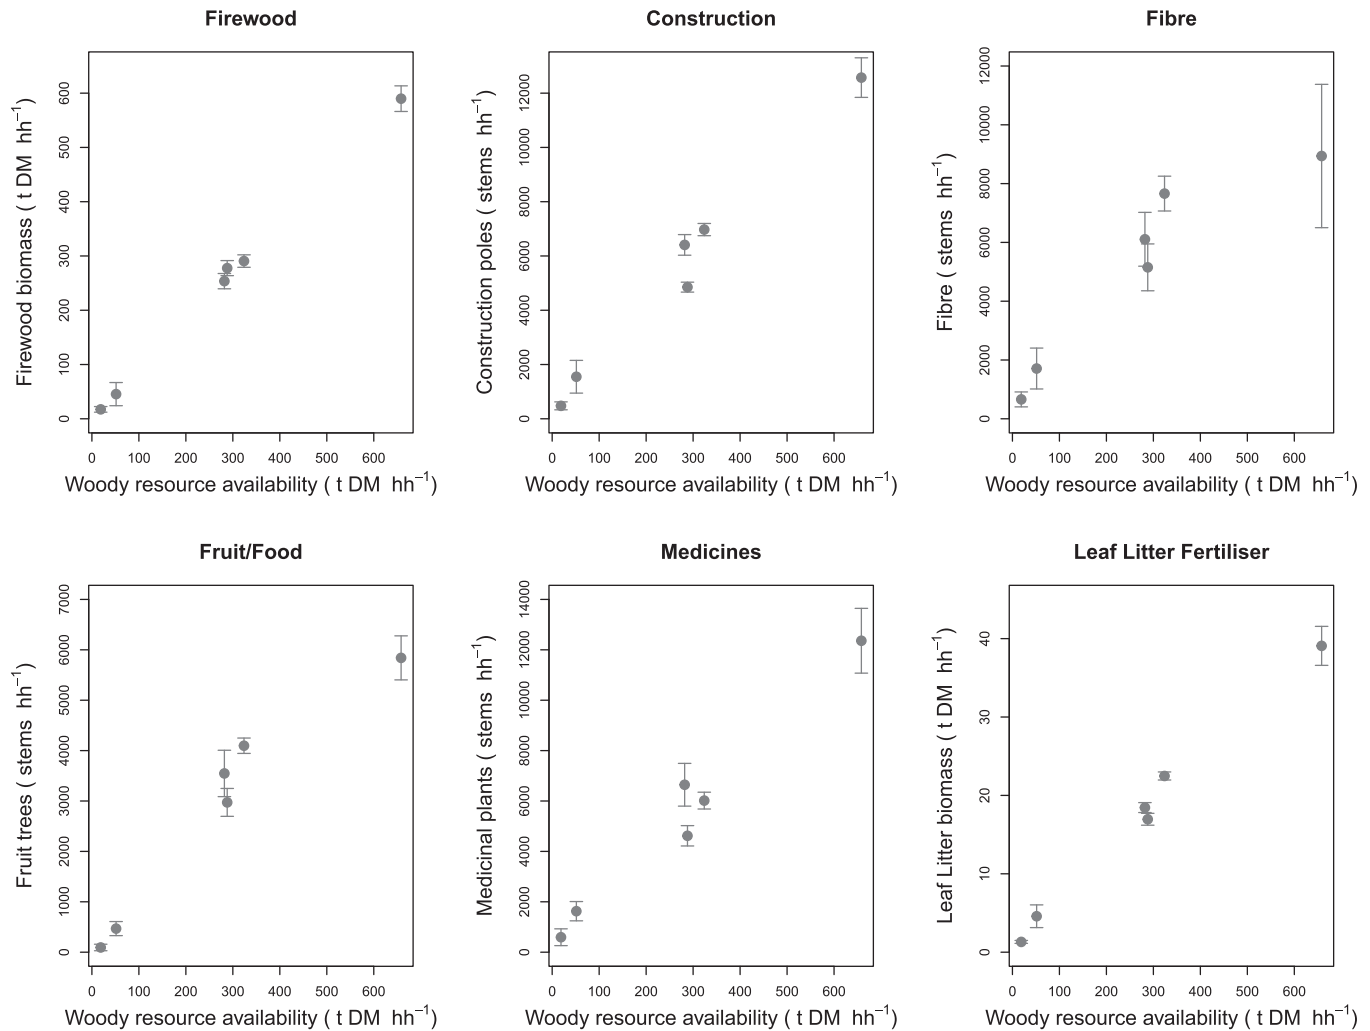 Firewood
Firewood biomass ( t DM hh⁻¹)
600
500
400
300
200
100
0
0 100 200 300 400 500 600
Woody resource availability ( t DM hh⁻¹)
Construction
Construction poles ( stems hh⁻¹)
12000
10000
8000
6000
4000
2000
0
0 100 200 300 400 500 600
Woody resource availability ( t DM hh⁻¹)
Fibre
Fibre ( stems hh⁻¹)
12000
10000
8000
6000
4000
2000
0
0 100 200 300 400 500 600
Woody resource availability ( t DM hh⁻¹)
Fruit/Food
Fruit trees ( stems hh⁻¹)
7000
6000
5000
4000
3000
2000
1000
0
0 100 200 300 400 500 600
Woody resource availability ( t DM hh⁻¹)
Medicines
Medicinal plants ( stems hh⁻¹)
14000
12000
10000
8000
6000
4000
2000
0
0 100 200 300 400 500 600
Woody resource availability ( t DM hh⁻¹)
Leaf Litter Fertiliser
Leaf Litter biomass ( t DM hh⁻¹)
40
30
20
10
0
0 100 200 300 400 500 600
Woody resource availability ( t DM hh⁻¹)